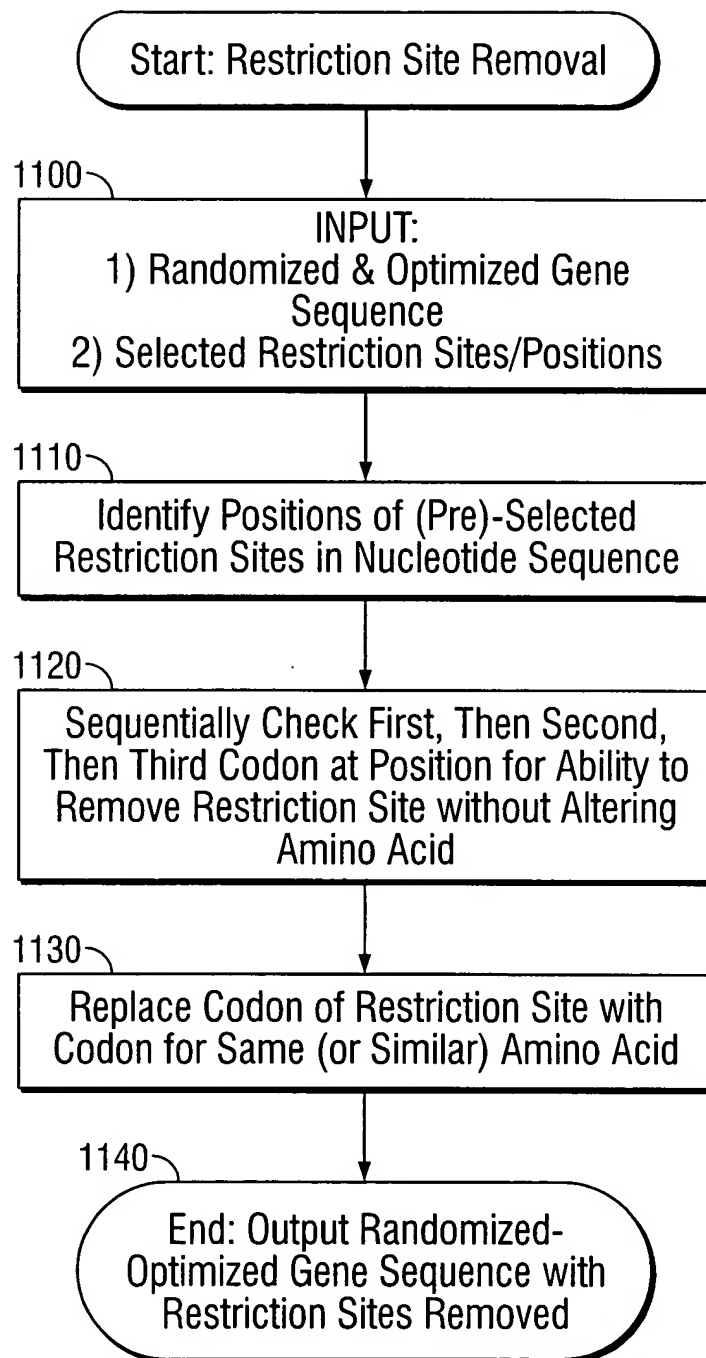 Start: Restriction Site Removal
1100
INPUT:
1) Randomized & Optimized Gene
Sequence
2) Selected Restriction Sites/Positions
1110
Identify Positions of (Pre)-Selected
Restriction Sites in Nucleotide Sequence
1120
Sequentially Check First, Then Second,
Then Third Codon at Position for Ability to
Remove Restriction Site without Altering
Amino Acid
1130
Replace Codon of Restriction Site with
Codon for Same (or Similar) Amino Acid
1140
End: Output Randomized-
Optimized Gene Sequence with
Restriction Sites Removed